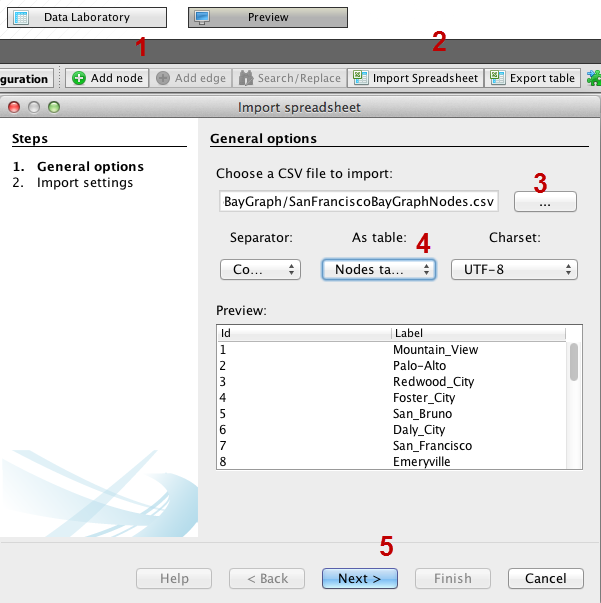 Data Laboratory Preview
1 2
guration Add node Add edge Search/Replace Import Spreadsheet Export table
Import spreadsheet
Steps
1. General options
2. Import settings
General options
Choose a CSV file to import:
3
BayGraph/SanFranciscoBayGraphNodes.csv ...
Separator: As table: 4 Charset:
Co... Nodes ta... UTF-8
Preview:
Id Label
1 Mountain_View
2 Palo-Alto
3 Redwood_City
4 Foster_City
5 San_Bruno
6 Daly_City
7 San_Francisco
8 Emeryville
5
Help < Back Next > Finish Cancel